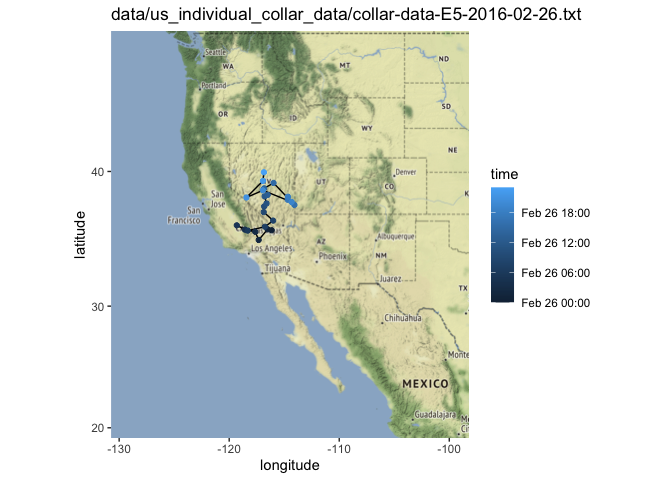 data/us_individual_collar_data/collar-data-E5-2016-02-26.txt
Seattle
WA
MT
ND
Portland
OR
ID
SD
WY
NE
40
UT
Denver
CO
San
Jose
San
Francisco
latitude
Los Angeles
AZ
Albuquerque
NM
Phoenix
Tijuana
Juarez
TX
30
Chihuahua
Monte
MEXICO
Guadalajara
20
-130
-120
-110
-100
longitude
time
Feb 26 18:00
Feb 26 12:00
Feb 26 06:00
Feb 26 00:00